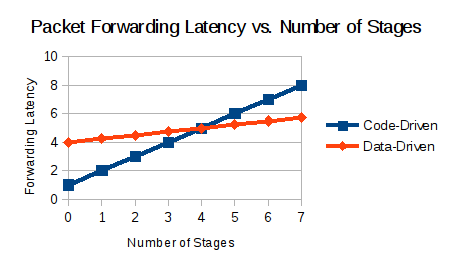 Packet Forwarding Latency vs. Number of Stages
10
8
6
4
2
0
Forwarding Latency
0 1 2 3 4 5 6 7
Number of Stages
Code-Driven
Data-Driven